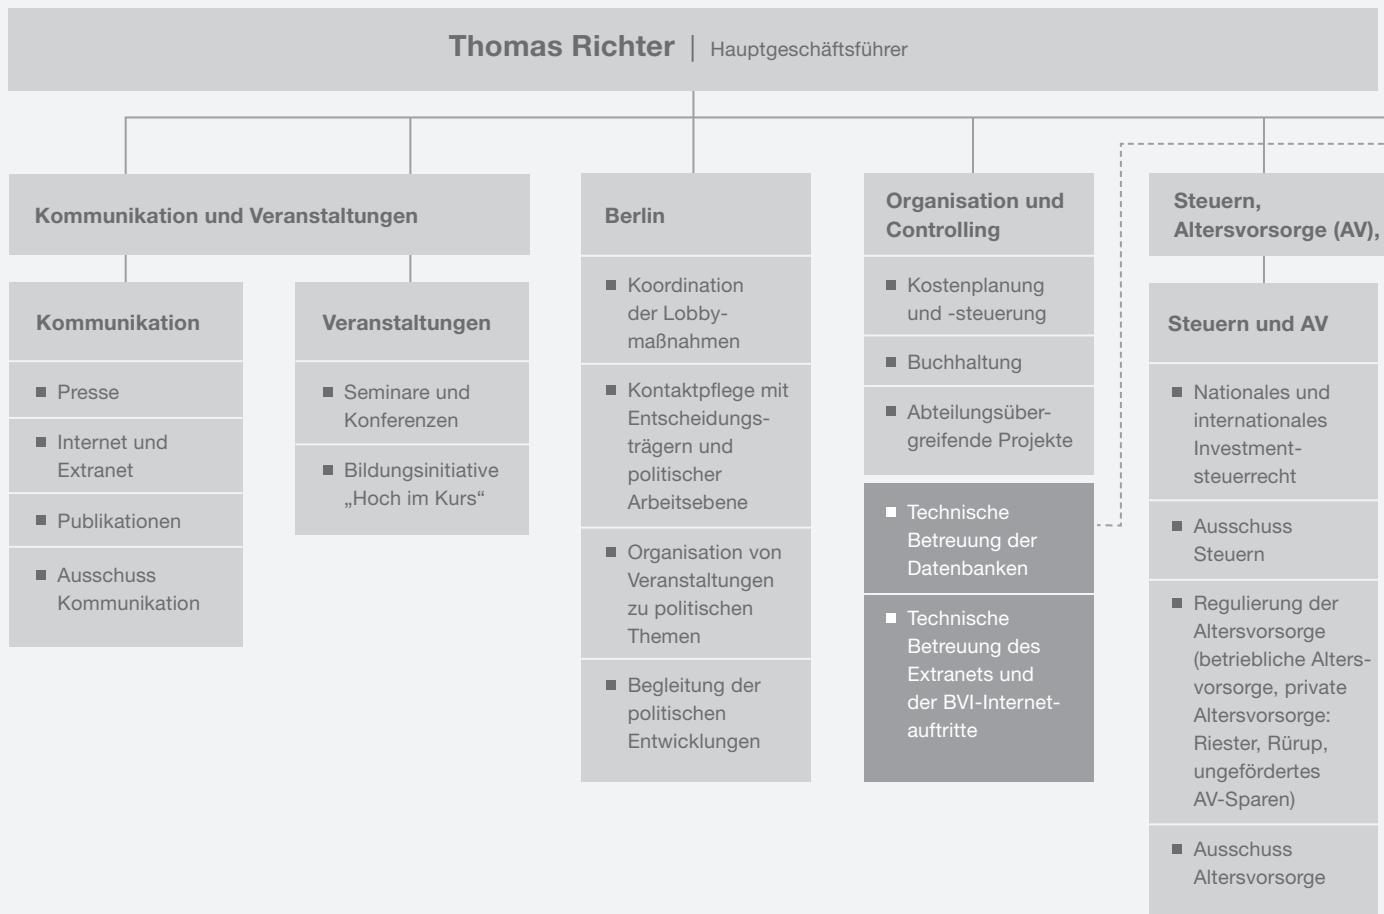 Thomas Richter | Hauptgeschäftsführer
Kommunikation und Veranstaltungen
Kommunikation
■ Presse
■ Internet und
Extranet
■ Publikationen
■ Ausschuss
Kommunikation
Veranstaltungen
■ Seminare und
Konferenzen
■ Bildungsinitiative
„Hoch im Kurs“
Berlin
■ Koordination
der Lobby-
maßnahmen
■ Kontaktpflege mit
Entscheidungs-
trägern und
politischer
Arbeitsebene
■ Organisation von
Veranstaltungen
zu politischen
Themen
■ Begleitung der
politischen
Entwicklungen
Organisation und
Controlling
■ Kostenplanung
und -steuerung
■ Buchhaltung
■ Abteilungsüber-
greifende Projekte
■ Technische
Betreuung der
Datenbanken
■ Technische
Betreuung des
Extranets und
der BVI-Internet-
auftritte
Steuern,
Altersvorsorge (AV),
Steuern und AV
■ Nationales und
internationales
Investment-
steuerrecht
■ Ausschuss
Steuern
■ Regulierung der
Altersvorsorge
(betriebliche Alters-
vorsorge, private
Altersvorsorge:
Riester, Rürup,
ungefördertes
AV-Sparen)
■ Ausschuss
Altersvorsorge